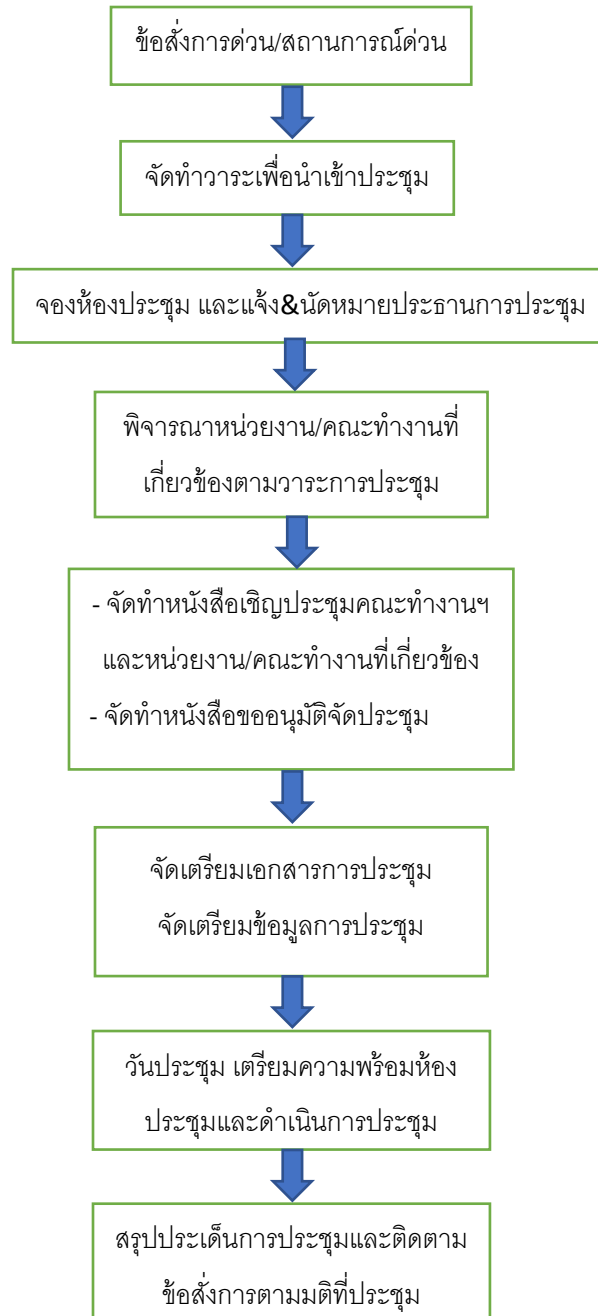 ข้อสั่งการด่วน/สถานการณ์ด่วน
จัดทำวาระเพื่อนำเข้าประชุม
จองห้องประชุม และแจ้ง&นัดหมายประธานการประชุม
พิจารณาหน่วยงาน/คณะทำงานที่
เกี่ยวข้องตามวาระการประชุม
- จัดทำหนังสือเชิญประชุมคณะทำงานฯ
และหน่วยงาน/คณะทำงานที่เกี่ยวข้อง
- จัดทำหนังสือขออนุมัติจัดประชุม
จัดเตรียมเอกสารการประชุม
จัดเตรียมข้อมูลการประชุม
วันประชุม เตรียมความพร้อมห้อง
ประชุมและดำเนินการประชุม
สรุปประเด็นการประชุมและติดตาม
ข้อสั่งการตามมติที่ประชุม